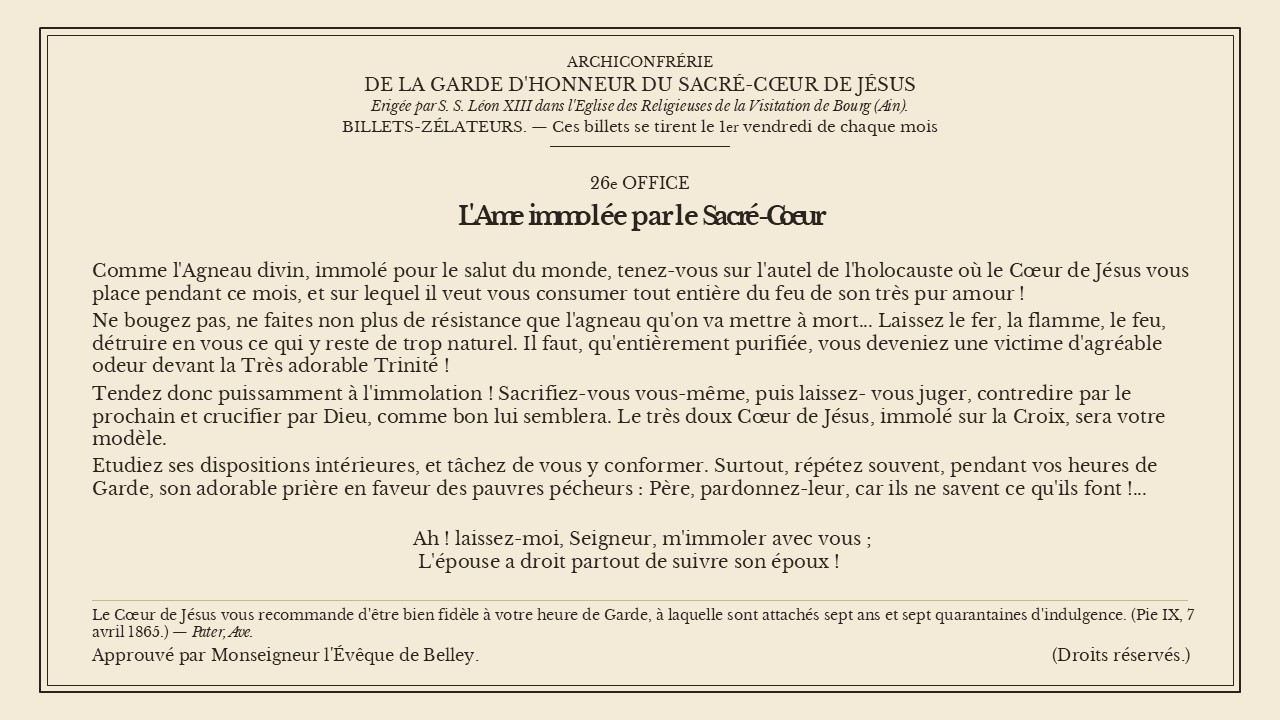 ARCHICONFRÉRIE
DE LA GARDE D'HONNEUR DU SACRÉ-CŒUR DE JÉSUS
Erigée par S. S. Léon XIII dans l'Eglise des Religieuses de la Visitation de Bourg (Ain).
BILLETS-ZÉLATEURS. — Ces billets se tirent le 1er vendredi de chaque mois
26e OFFICE
L'Ame immolée par le Sacré-Cœur
Comme l'Agneau divin, immolé pour le salut du monde, tenez-vous sur l'autel de l'holocauste où le Cœur de Jésus vous
place pendant ce mois, et sur lequel il veut vous consumer tout entière du feu de son très pur amour !
Ne bougez pas, ne faites non plus de résistance que l'agneau qu'on va mettre à mort... Laissez le fer, la flamme, le feu,
détruire en vous ce qui y reste de trop naturel. Il faut, qu'entièrement purifiée, vous deveniez une victime d'agréable
odeur devant la Très adorable Trinité !
Tendez donc puissamment à l'immolation ! Sacrifiez-vous vous-même, puis laissez- vous juger, contredire par le
prochain et crucifier par Dieu, comme bon lui semblera. Le très doux Cœur de Jésus, immolé sur la Croix, sera votre
modèle.
Etudiez ses dispositions intérieures, et tâchez de vous y conformer. Surtout, répétez souvent, pendant vos heures de
Garde, son adorable prière en faveur des pauvres pécheurs : Père, pardonnez-leur, car ils ne savent ce qu'ils font !...
Ah ! laissez-moi, Seigneur, m'immoler avec vous ;
L'épouse a droit partout de suivre son époux !
Le Cœur de Jésus vous recommande d'être bien fidèle à votre heure de Garde, à laquelle sont attachés sept ans et sept quarantaines d'indulgence. (Pie IX, 7
avril 1865.) — Pater, Ave.
Approuvé par Monseigneur l'Évêque de Belley. (Droits réservés.)